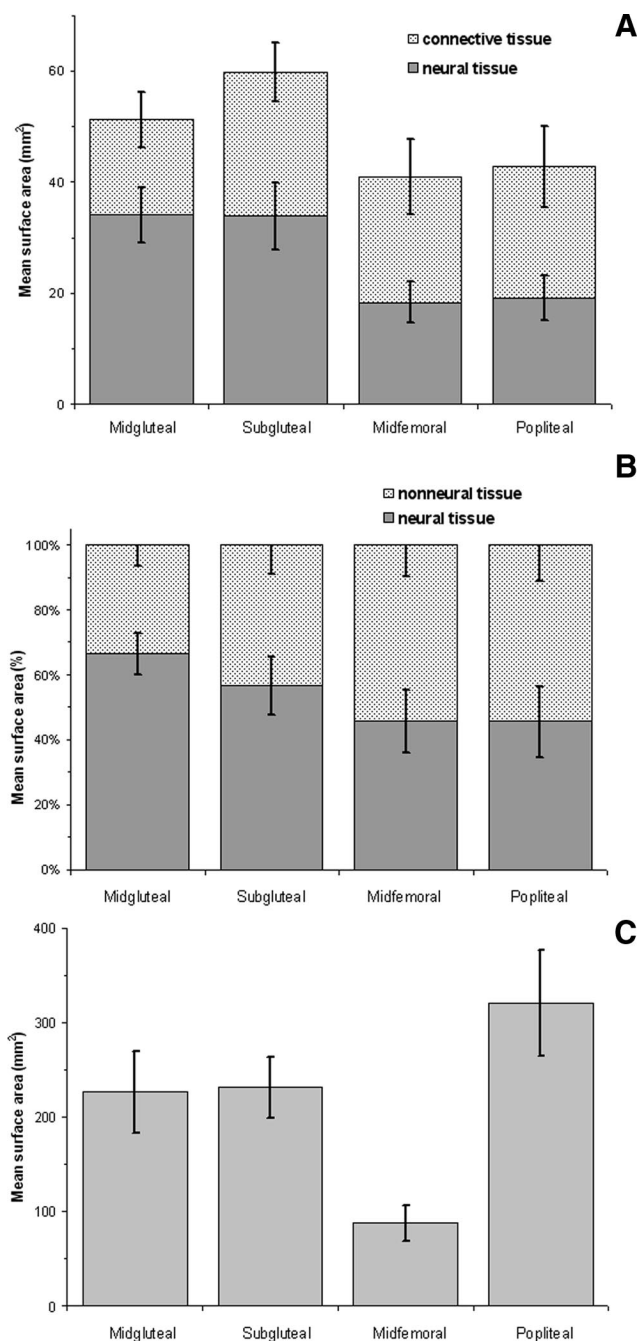 A
connective tissue
neural tissue
Mean surface area (mm²)
60
40
20
0
Midgluteal Subgluteal Midfemoral Popliteal
B
nonneural tissue
neural tissue
Mean surface area (%)
100%
80%
60%
40%
20%
0%
Midgluteal Subgluteal Midfemoral Popliteal
C
Mean surface area (mm²)
400
300
200
100
0
Midgluteal Subgluteal Midfemoral Popliteal